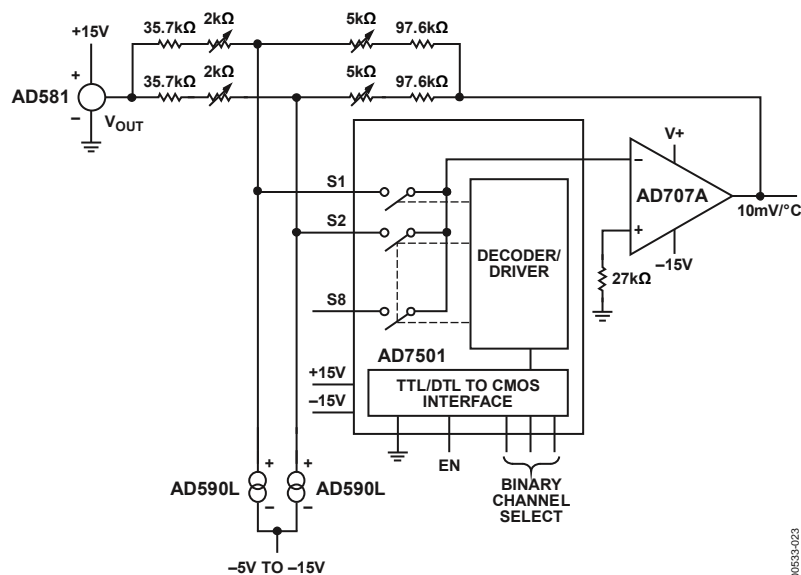 +15V
35.7kΩ
2kΩ
5kΩ
97.6kΩ
35.7kΩ
2kΩ
5kΩ
97.6kΩ
+
AD581
–
VOUT
S1
S2
S8
DECODER/
DRIVER
AD7501
V+
–
AD707A
+
–15V
10mV/°C
27kΩ
+15V
–15V
TTL/DTL TO CMOS
INTERFACE
EN
BINARY
CHANNEL
SELECT
+
+
AD590L
AD590L
–
–
–5V TO –15V
00533-023